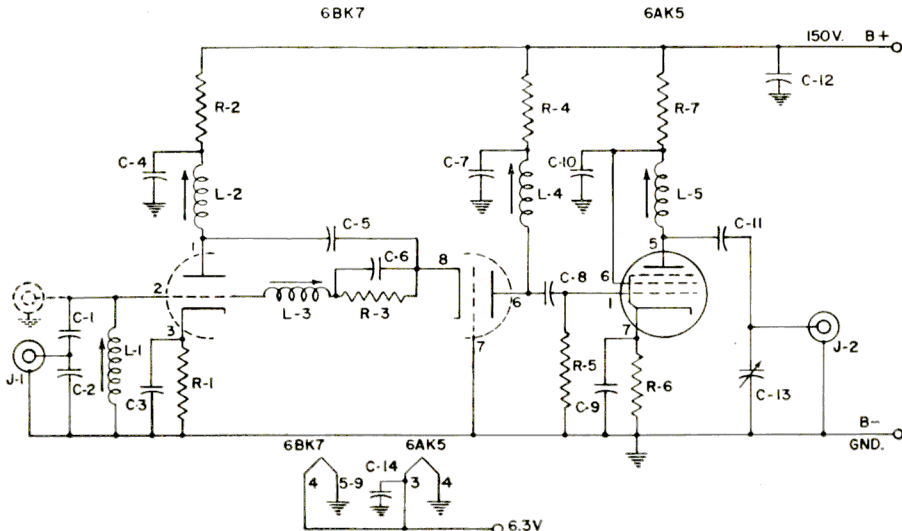 6BK7 6AK5
150V. B+
R-2 R-4 R-7 C-12
C-4 C-7 C-10
L-2 L-4 L-5
C-5 C-11
1 5
C-6 8 C-8 6
2 6 1
L-3 R-3
3 7 7
C-1 L-1 J-2
J-1 C-2 R-1 R-5 R-6
C-3 C-9 C-13
B-
GND.
6BK7 6AK5
C-14
4 5-9 3 4
6.3V